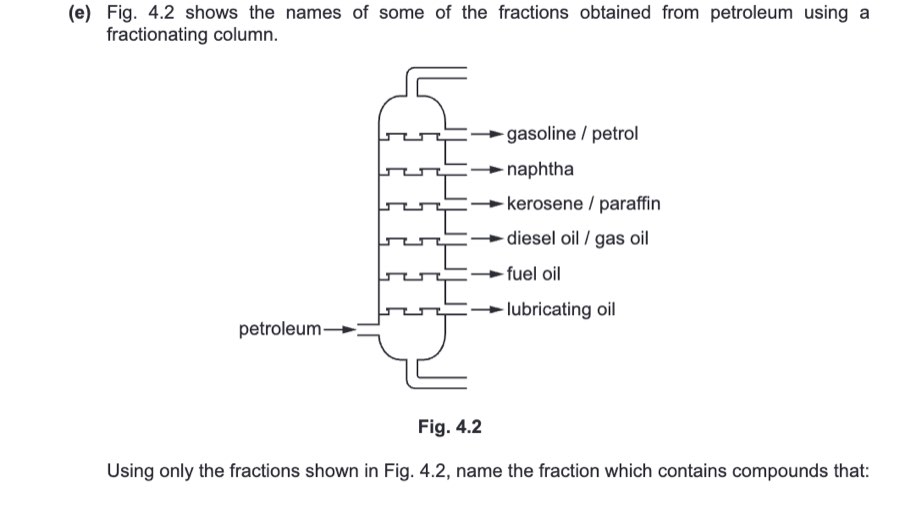 (e) Fig. 4.2 shows the names of some of the fractions obtained from petroleum using a
fractionating column.
gasoline / petrol
naphtha
kerosene / paraffin
diesel oil / gas oil
fuel oil
lubricating oil
petroleum
Fig. 4.2
Using only the fractions shown in Fig. 4.2, name the fraction which contains compounds that: